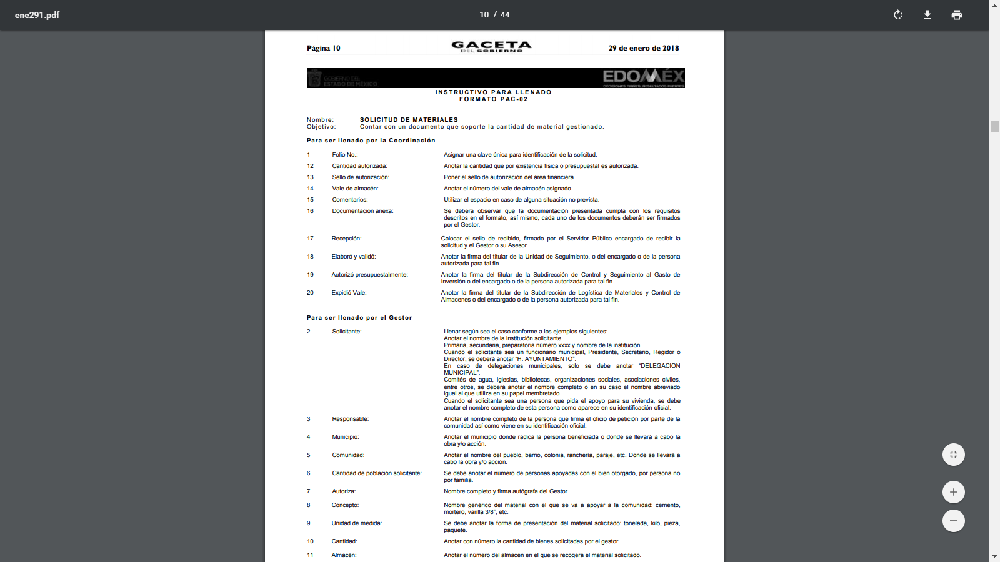 ene291.pdf
10 / 44
Página 10
GACETA
DEL GOBIERNO
29 de enero de 2018
GOBIERNO DEL
ESTADO DE MÉXICO
EDOMÉX
DECISIONES FIRMES, RESULTADOS FUERTES.
INSTRUCTIVO PARA LLENADO
FORMATO PAC-02
Nombre: SOLICITUD DE MATERIALES
Objetivo: Contar con un documento que soporte la cantidad de material gestionado.
Para ser llenado por la Coordinación
1 Folio No.: Asignar una clave única para identificación de la solicitud.
12 Cantidad autorizada: Anotar la cantidad que por existencia física o presupuestal es autorizada.
13 Sello de autorización: Poner el sello de autorización del área financiera.
14 Vale de almacén: Anotar el número del vale de almacén asignado.
15 Comentarios: Utilizar el espacio en caso de alguna situación no prevista.
16 Documentación anexa: Se deberá observar que la documentación presentada cumpla con los requisitos
descritos en el formato, así mismo, cada uno de los documentos deberán ser firmados
por el Gestor.
17 Recepción: Colocar el sello de recibido, firmado por el Servidor Público encargado de recibir la
solicitud y el Gestor o su Asesor.
18 Elaboró y validó: Anotar la firma del titular de la Unidad de Seguimiento, o del encargado o de la persona
autorizada para tal fin.
19 Autorizó presupuestalmente: Anotar la firma del titular de la Subdirección de Control y Seguimiento al Gasto de
Inversión o del encargado o de la persona autorizada para tal fin.
20 Expidió Vale: Anotar la firma del titular de la Subdirección de Logística de Materiales y Control de
Almacenes o del encargado o de la persona autorizada para tal fin.
Para ser llenado por el Gestor
2 Solicitante: Llenar según sea el caso conforme a los ejemplos siguientes:
Anotar el nombre de la institución solicitante.
Primaria, secundaria, preparatoria número xxxx y nombre de la institución.
Cuando el solicitante sea un funcionario municipal, Presidente, Secretario, Regidor o
Director, se deberá anotar “H. AYUNTAMIENTO”.
En caso de delegaciones municipales, solo se debe anotar “DELEGACION
MUNICIPAL”.
Comités de agua, iglesias, bibliotecas, organizaciones sociales, asociaciones civiles,
entre otros, se deberá anotar el nombre completo o en su caso el nombre abreviado
igual al que utiliza en su papel membretado.
Cuando el solicitante sea una persona que pida el apoyo para su vivienda, se debe
anotar el nombre completo de esta persona como aparece en su identificación oficial.
3 Responsable: Anotar el nombre completo de la persona que firma el oficio de petición por parte de la
comunidad así como viene en su identificación oficial.
4 Municipio: Anotar el municipio donde radica la persona beneficiada o donde se llevará a cabo la
obra y/o acción.
5 Comunidad: Anotar el nombre del pueblo, barrio, colonia, ranchería, paraje, etc. Donde se llevará a
cabo la obra y/o acción.
6 Cantidad de población solicitante: Se debe anotar el número de personas apoyadas con el bien otorgado, por persona no
por familia.
7 Autoriza: Nombre completo y firma autógrafa del Gestor.
8 Concepto: Nombre genérico del material con el que se va a apoyar a la comunidad: cemento,
mortero, varilla 3/8”, etc.
9 Unidad de medida: Se debe anotar la forma de presentación del material solicitado: tonelada, kilo, pieza,
paquete.
10 Cantidad: Anotar con número la cantidad de bienes solicitadas por el gestor.
11 Almacén: Anotar el número del almacén en el que se recogerá el material solicitado.